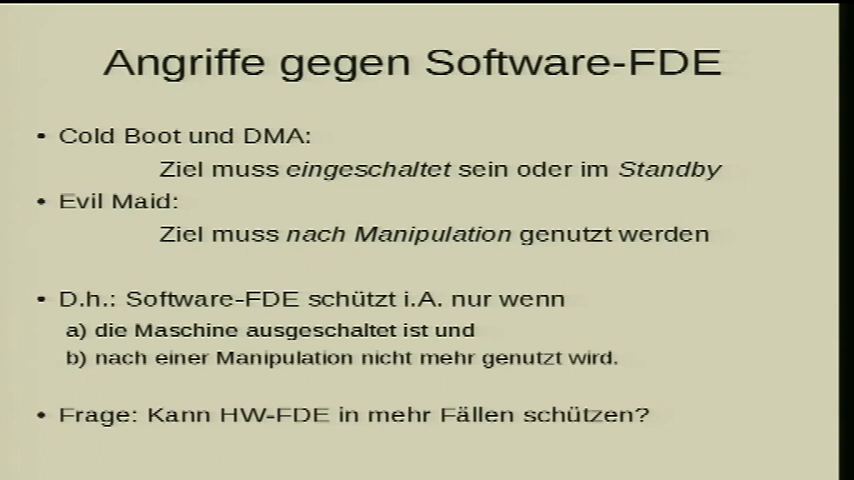 Angriffe gegen Software-FDE
• Cold Boot und DMA:
Ziel muss eingeschaltet sein oder im Standby
• Evil Maid:
Ziel muss nach Manipulation genutzt werden
• D.h.: Software-FDE schützt i.A. nur wenn
a) die Maschine ausgeschaltet ist und
b) nach einer Manipulation nicht mehr genutzt wird.
• Frage: Kann HW-FDE in mehr Fällen schützen?